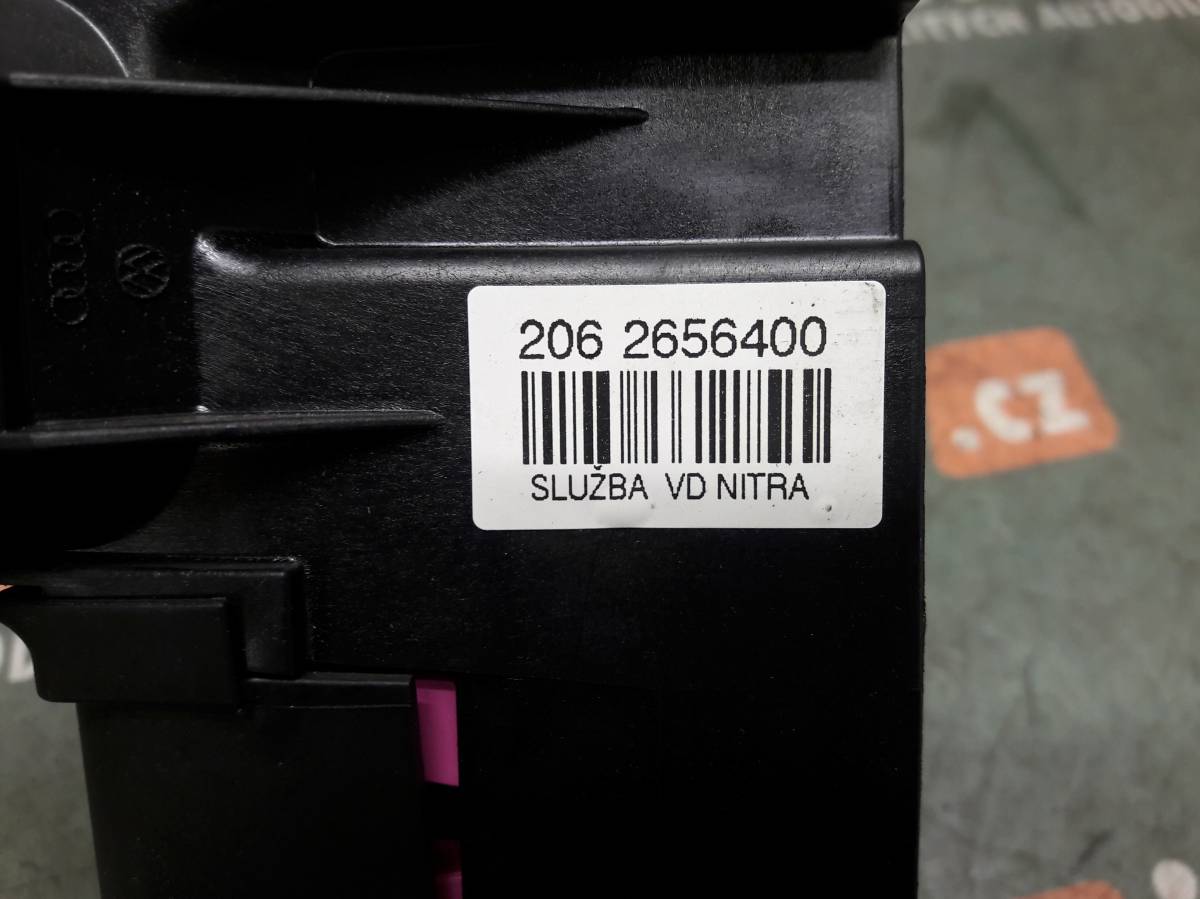 206 2656400
SLUŽBA VD NITRA
.CZ